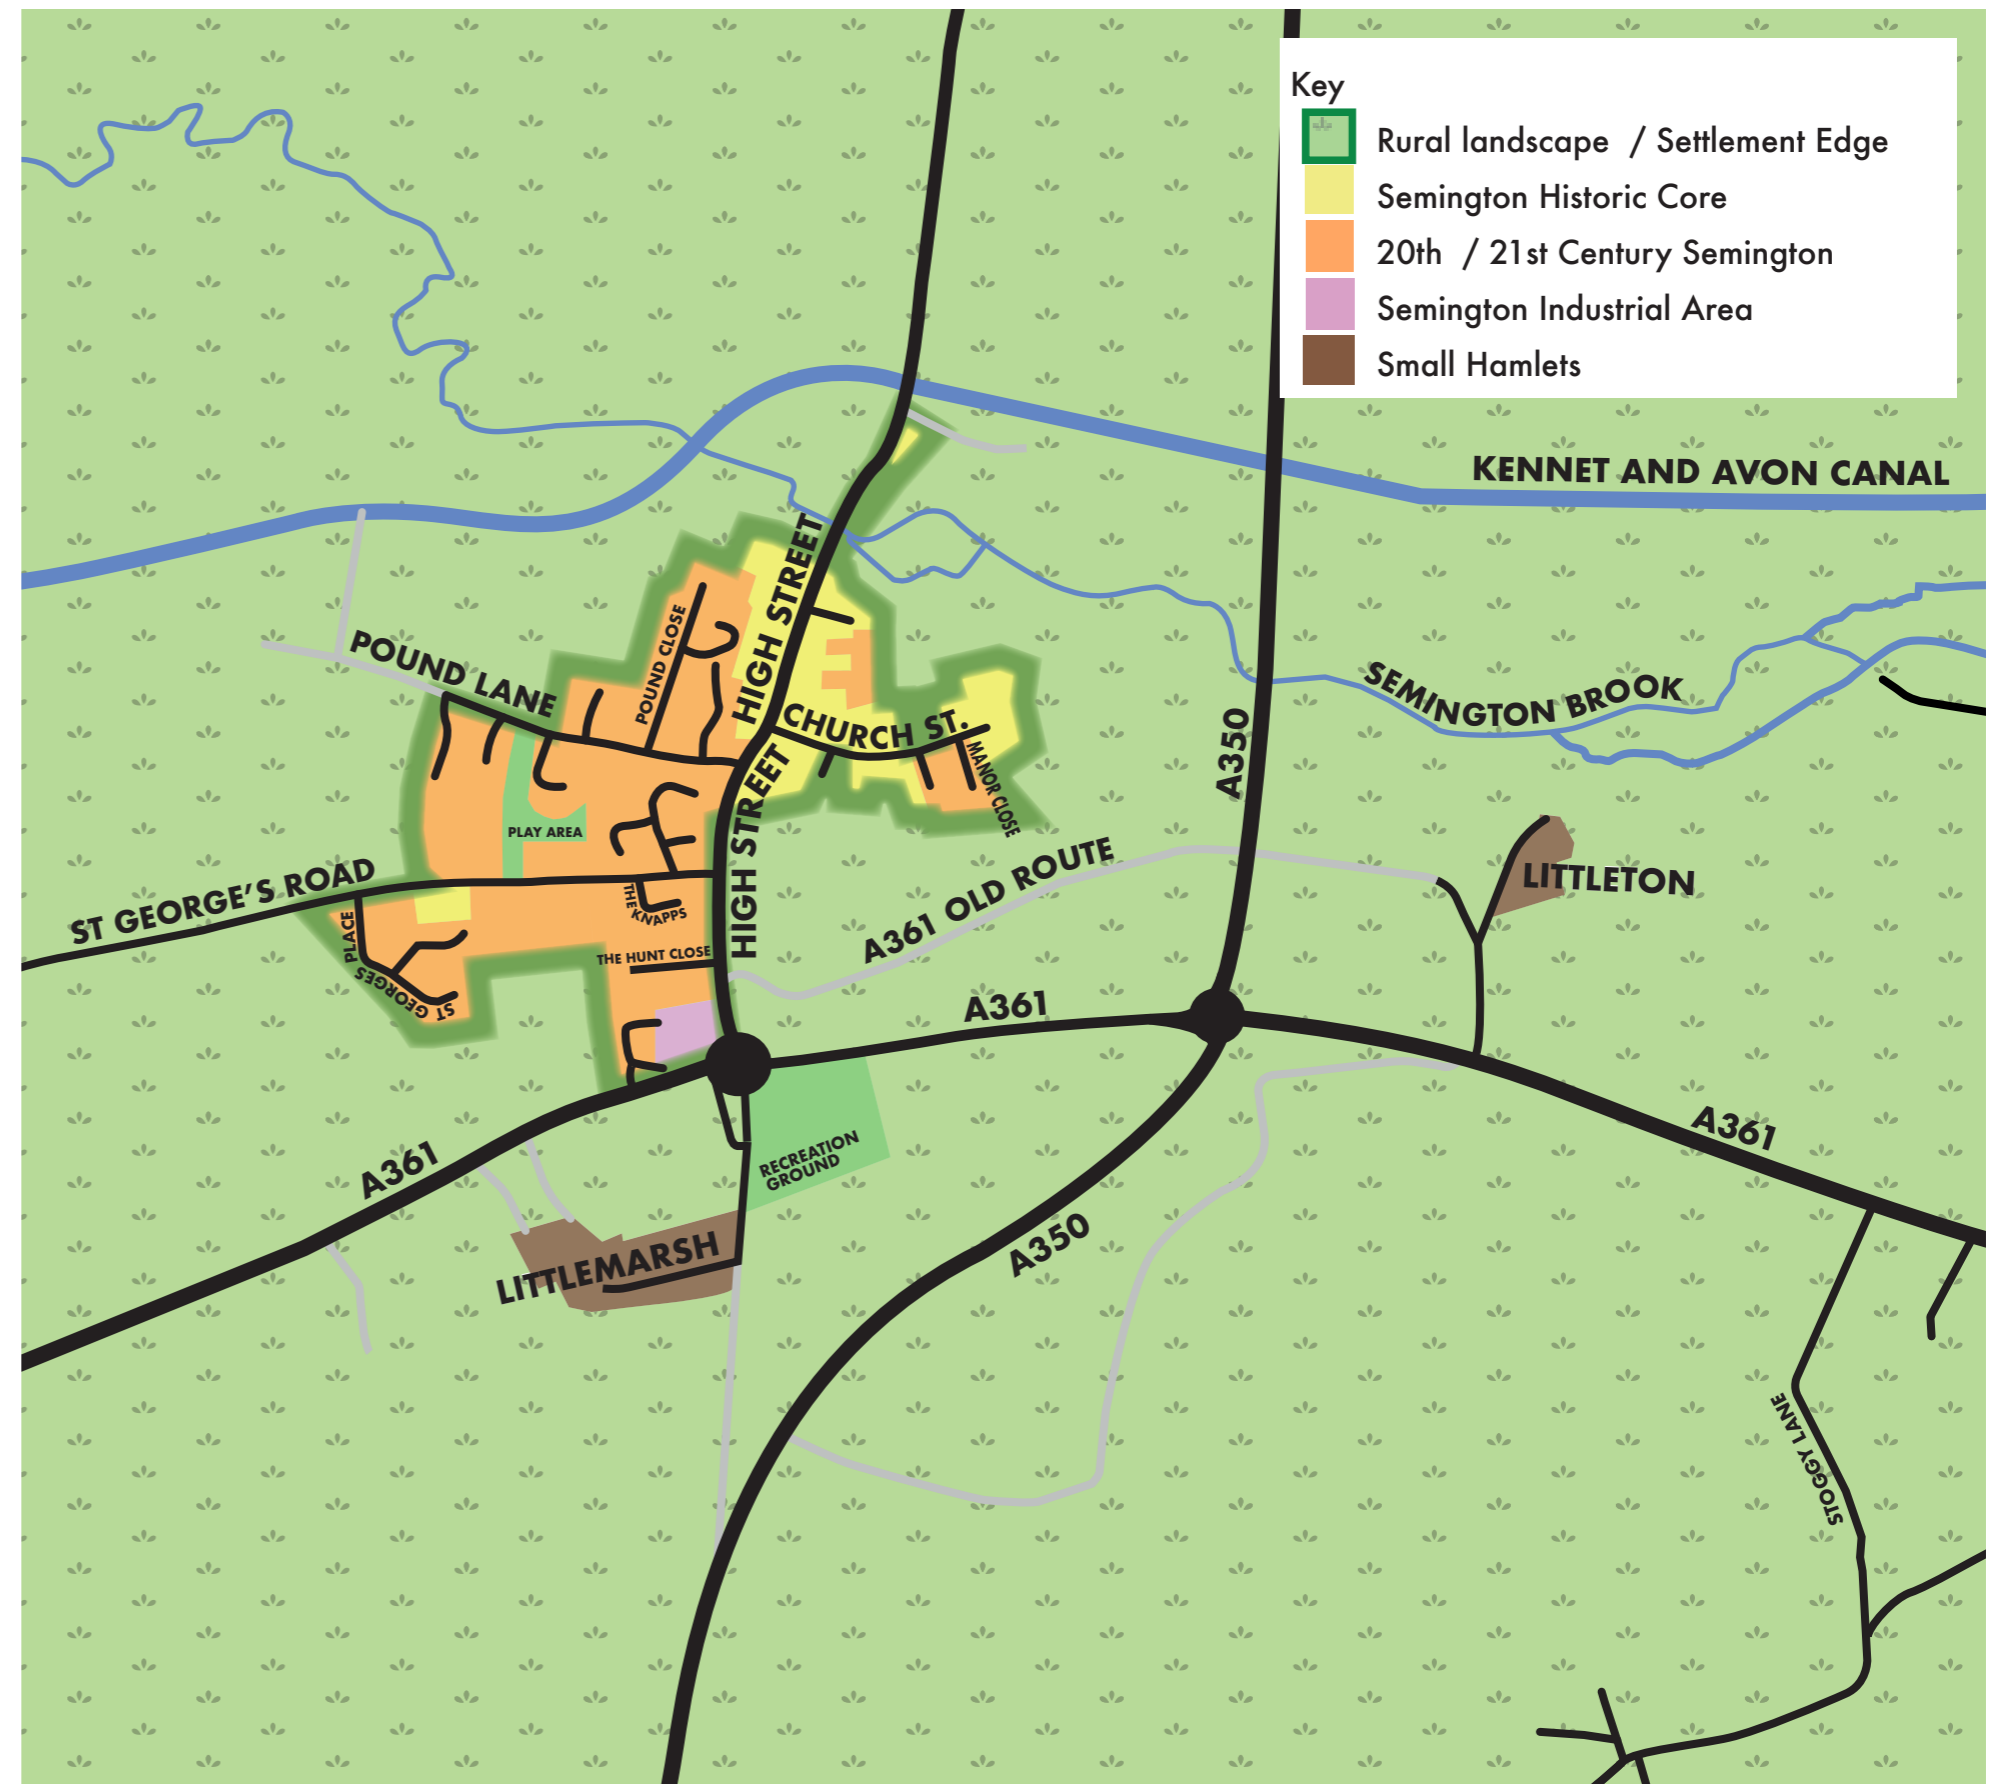 Key
Rural landscape / Settlement Edge
Semington Historic Core
20th / 21st Century Semington
Semington Industrial Area
Small Hamlets
KENNET AND AVON CANAL
HIGH STREET
POUND CLOSE
POUND LANE
CHURCH ST.
MANOR CLOSE
SEMINGTON BROOK
A350
HIGH STREET
PLAY AREA
ST GEORGE'S ROAD
THE KNAPPS
A361 OLD ROUTE
LITTLETON
ST GEORGES PLACE
THE HUNT CLOSE
A361
A361
A361
RECREATION
GROUND
A350
LITTLEMARSH
STOGGY LANE